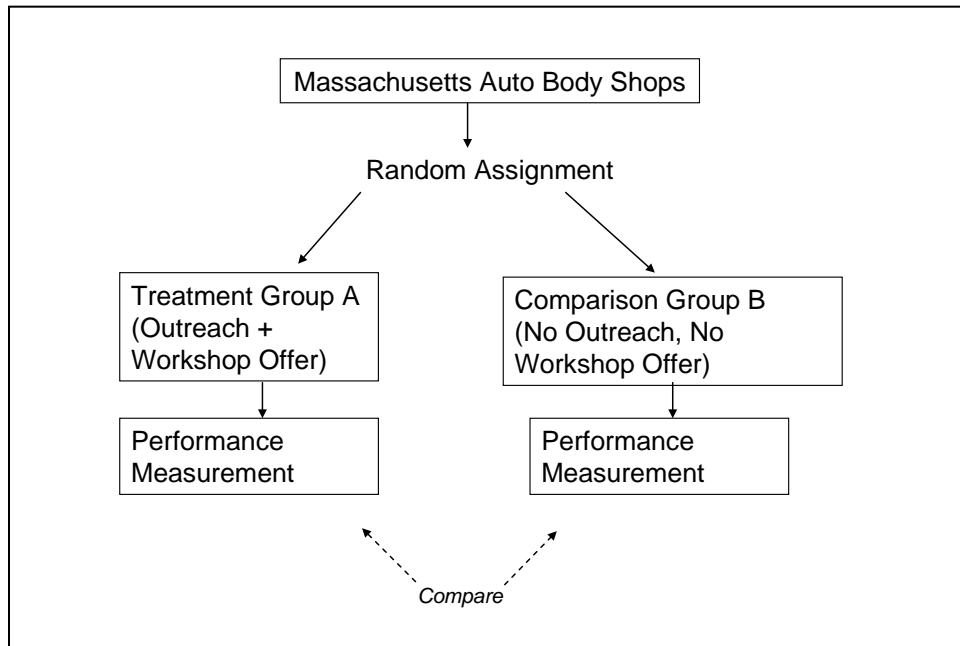 Massachusetts Auto Body Shops
Random Assignment
Treatment Group A
(Outreach +
Workshop Offer)
Comparison Group B
(No Outreach, No
Workshop Offer)
Performance
Measurement
Performance
Measurement
Compare